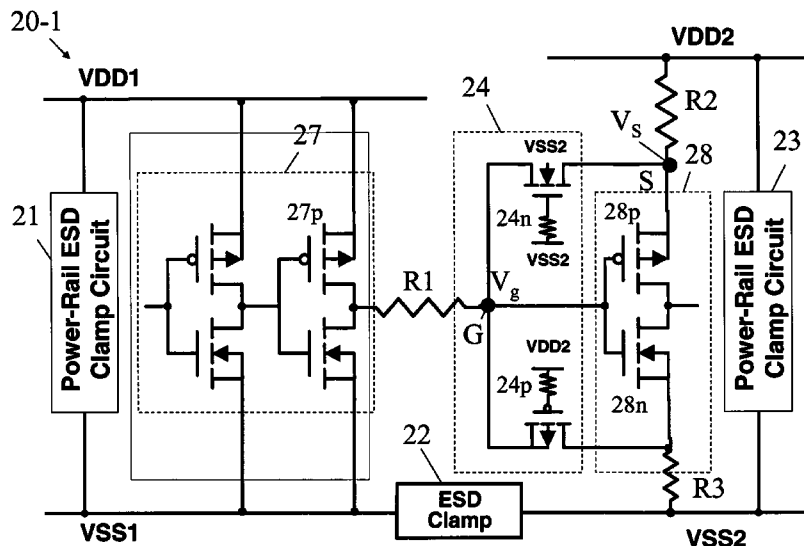 20-1
VDD1
VDD2
24
R2
27
VSS2
VS
28
23
S
21
27p
24n
28p
Power-Rail ESD
Clamp Circuit
VSS2
R1
Vg
G
VDD2
24p
28n
Power-Rail ESD
Clamp Circuit
22
ESD
Clamp
R3
VSS1
VSS2